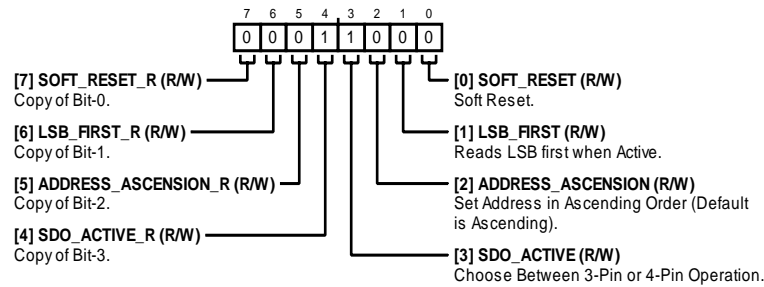 7 6 5 4 3 2 1 0
0 0 0 1 1 0 0 0
[7] SOFT_RESET_R (R/W)
Copy of Bit-0.
[6] LSB_FIRST_R (R/W)
Copy of Bit-1.
[5] ADDRESS_ASCENSION_R (R/W)
Copy of Bit-2.
[4] SDO_ACTIVE_R (R/W)
Copy of Bit-3.
[0] SOFT_RESET (R/W)
Soft Reset.
[1] LSB_FIRST (R/W)
Reads LSB first when Active.
[2] ADDRESS_ASCENSION (R/W)
Set Address in Ascending Order (Default
is Ascending).
[3] SDO_ACTIVE (R/W)
Choose Between 3-Pin or 4-Pin Operation.